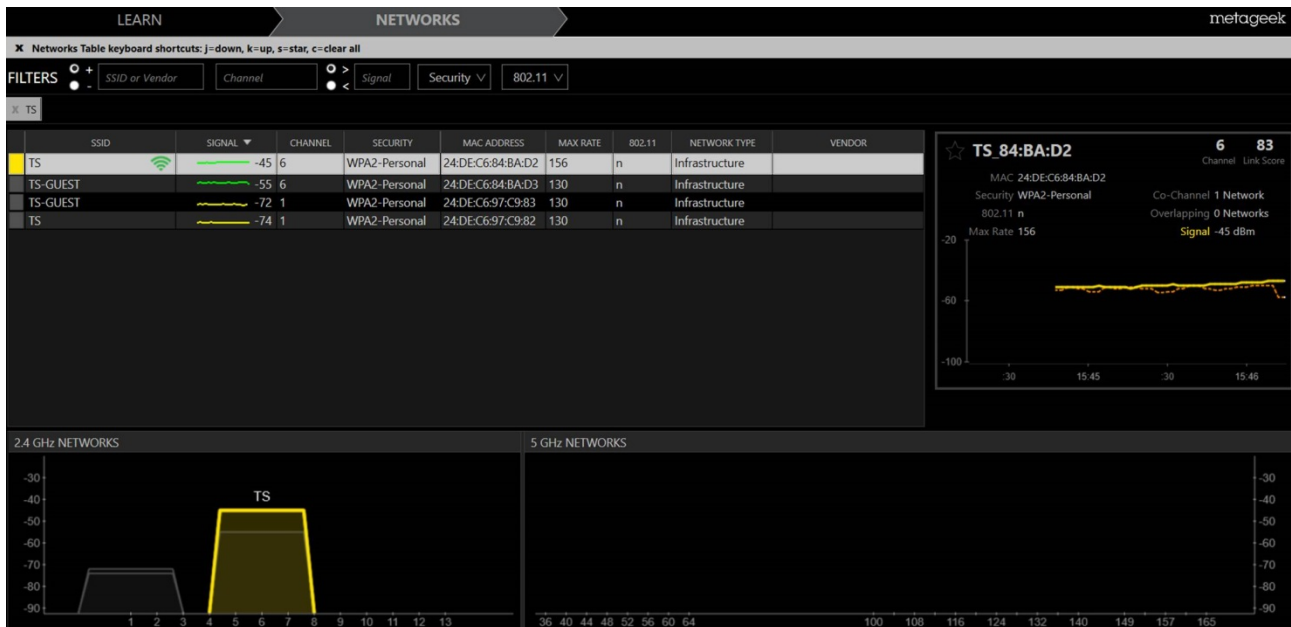 LEARN NETWORKS metageek
X Networks Table keyboard shortcuts: j=down, k=up, s=star, c=clear all
FILTERS + - SSID or Vendor Channel > < Signal Security 802.11
X TS
SSID SIGNAL CHANNEL SECURITY MAC ADDRESS MAX RATE 802.11 NETWORK TYPE VENDOR
TS -45 6 WPA2-Personal 24:DE:C6:84:BA:D2 156 n Infrastructure
TS-GUEST -55 6 WPA2-Personal 24:DE:C6:84:BA:D3 130 n Infrastructure
TS-GUEST -72 1 WPA2-Personal 24:DE:C6:97:C9:83 130 n Infrastructure
TS -74 1 WPA2-Personal 24:DE:C6:97:C9:82 130 n Infrastructure
TS_84:BA:D2 6 83
Channel Link Score
MAC 24:DE:C6:84:BA:D2
Security WPA2-Personal Co-Channel 1 Network
802.11 n Overlapping 0 Networks
Max Rate 156 Signal -45 dBm
-20
-60
-100
:30 15:45 :30 15:46
2.4 GHz NETWORKS 5 GHz NETWORKS
TS
-30 -30
-40 -40
-50 -50
-60 -60
-70 -70
-80 -80
-90 -90
1 2 3 4 5 6 7 8 9 10 11 12 13 36 40 44 48 52 56 60 64 100 108 116 124 132 140 149 157 165